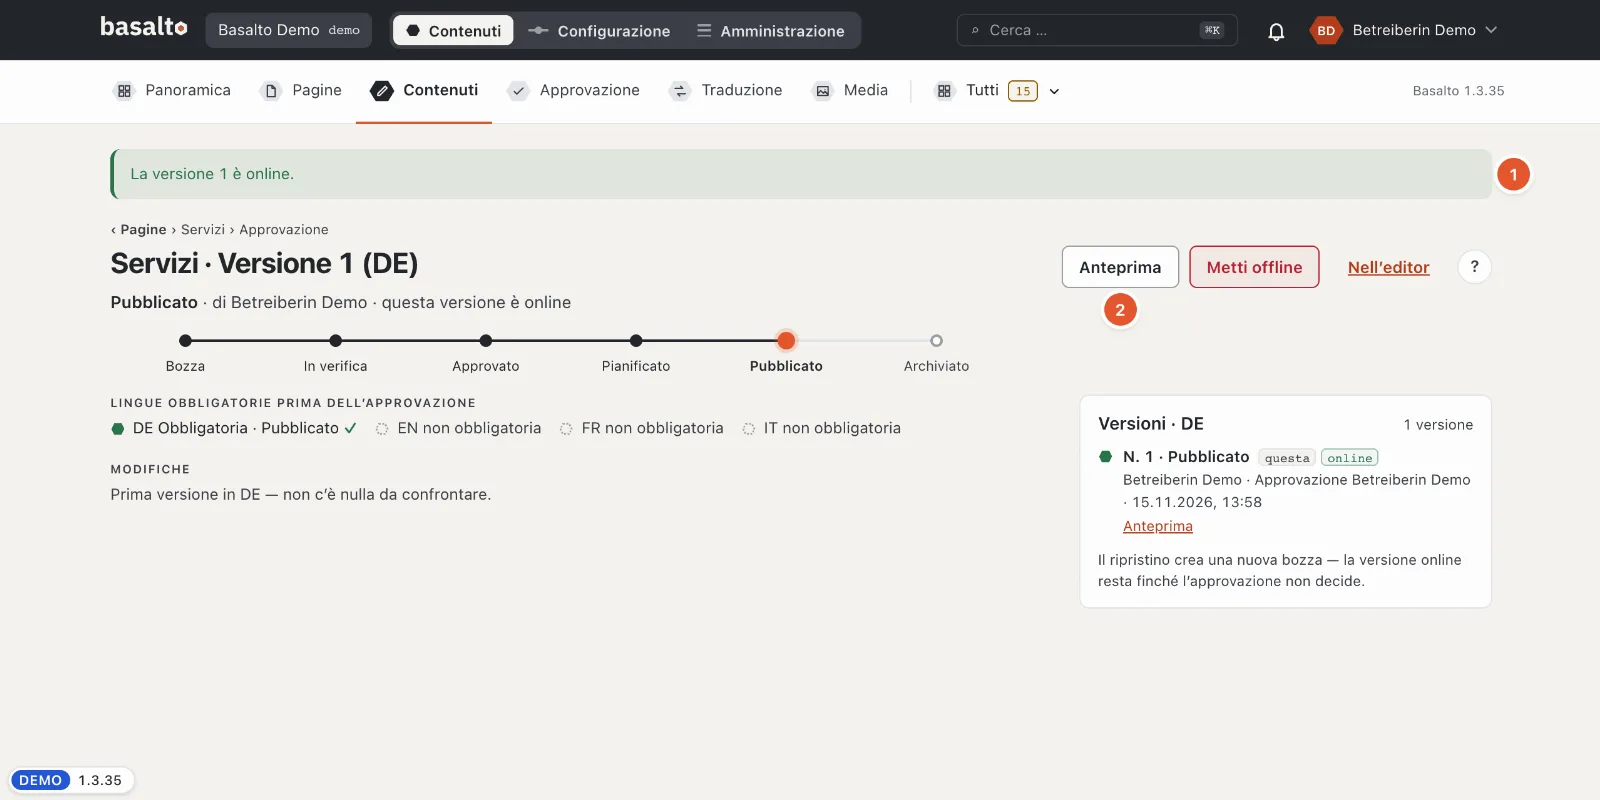 basalto
Basalto Demo demo
Contenuti
Configurazione
Amministrazione
Cerca ...
⌘K
BD
Betreiberin Demo
Panoramica
Pagine
Contenuti
Approvazione
Traduzione
Media
Tutti 15
Basalto 1.3.35
La versione 1 è online.
1
‹ Pagine › Servizi › Approvazione
Servizi · Versione 1 (DE)
Anteprima
Metti offline
Nell'editor
?
2
Pubblicato · di Betreiberin Demo · questa versione è online
Bozza
In verifica
Approvato
Pianificato
Pubblicato
Archiviato
LINGUE OBBLIGATORIE PRIMA DELL'APPROVAZIONE
DE Obbligatoria · Pubblicato ✓
EN non obbligatoria
FR non obbligatoria
IT non obbligatoria
MODIFICHE
Prima versione in DE — non c'è nulla da confrontare.
Versioni · DE
1 versione
N. 1 · Pubblicato questa online
Betreiberin Demo · Approvazione Betreiberin Demo
· 15.11.2026, 13:58
Anteprima
Il ripristino crea una nuova bozza — la versione online
resta finché l'approvazione non decide.
DEMO 1.3.35